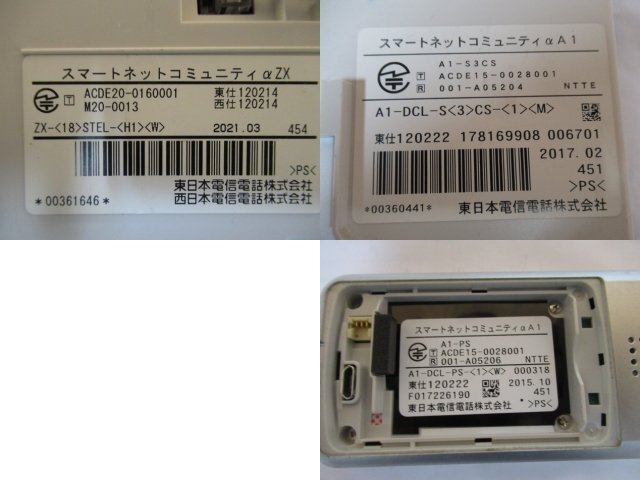 スマートネットコミュニティαZX
T ACDE20-0160001 東仕120214
M20-0013 西仕120214
ZX-<18>STEL-<H1><W> 2021.03 454
>PS<
*00361646* 東日本電信電話株式会社
西日本電信電話株式会社
スマートネットコミュニティαA1
A1-S3CS
T ACDE15-0028001
R 001-A05204 NTTE
A1-DCL-S<3>CS-<1><M>
東仕120222 178169908 006701
2017.02
451
>PS<
*00360441* 東日本電信電話株式会社
スマートネットコミュニティαA1
A1-PS
T ACDE15-0028001
R 001-A05206 NTTE
A1-DCL-PS-<1><W> 000318
東仕120222 2015.10
F017226190 451
東日本電信電話株式会社 >PS<